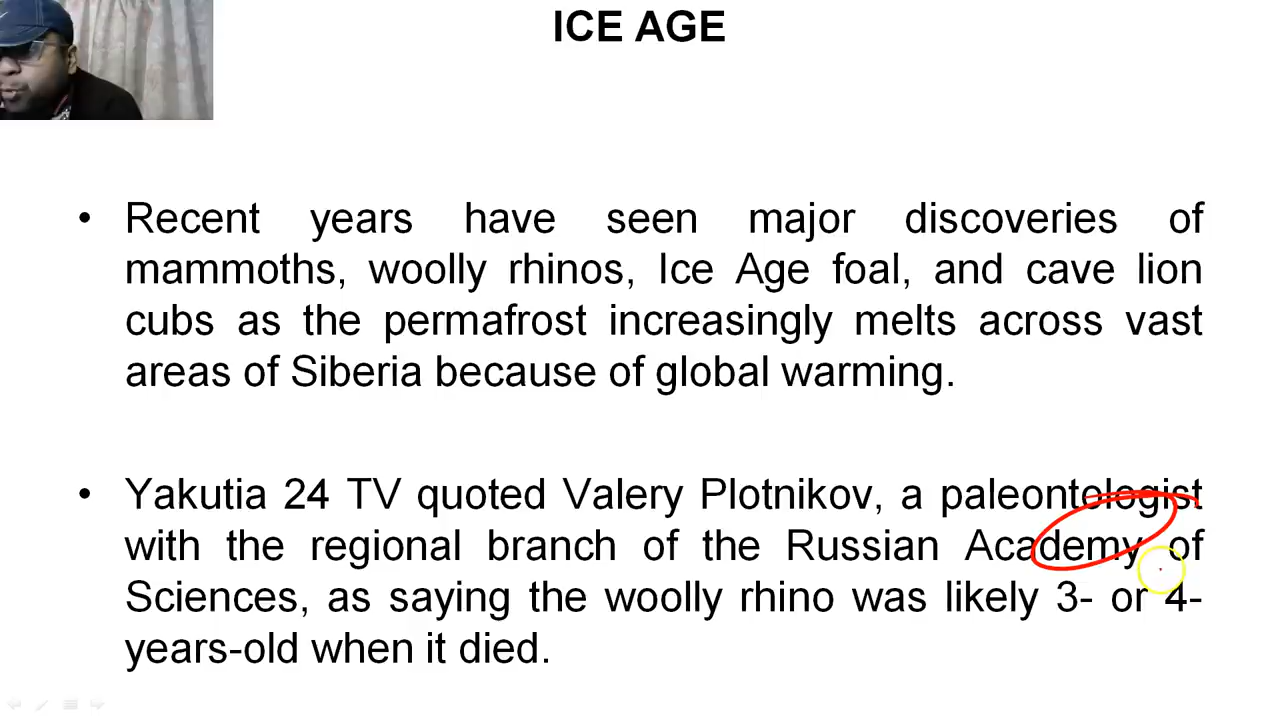 ICE AGE
• Recent years have seen major discoveries of
mammoths, woolly rhinos, Ice Age foal, and cave lion
cubs as the permafrost increasingly melts across vast
areas of Siberia because of global warming.
• Yakutia 24 TV quoted Valery Plotnikov, a paleontologist
with the regional branch of the Russian Academy of
Sciences, as saying the woolly rhino was likely 3- or 4-
years-old when it died.